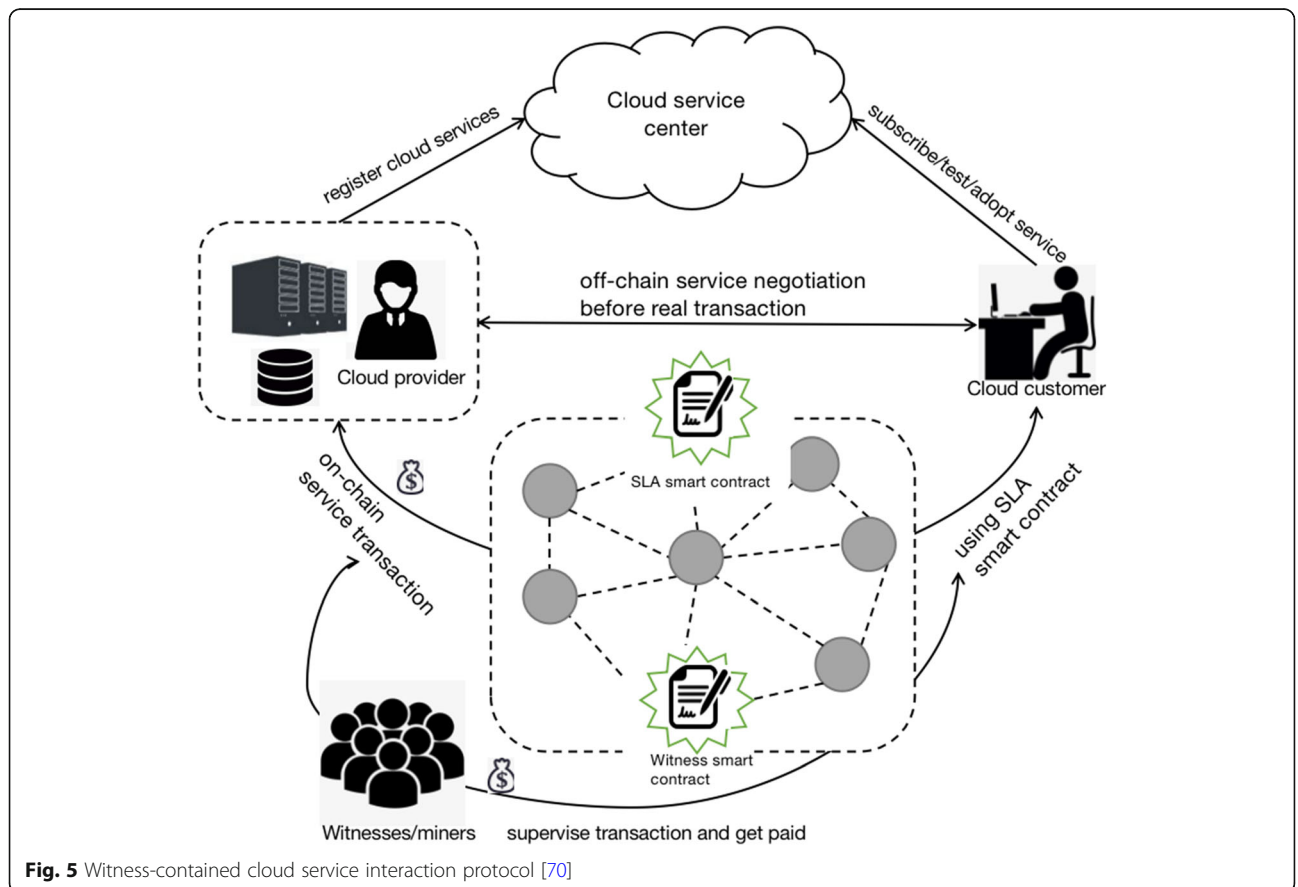 Cloud service
center
register cloud services
subscribe/test/adopt service
off-chain service negotiation
before real transaction
Cloud provider
Cloud customer
$
SLA smart contract
on-chain
service transaction
using SLA
smart contract
Witness smart
contract
$
Witnesses/miners
supervise transaction and get paid
Fig. 5 Witness-contained cloud service interaction protocol [70]